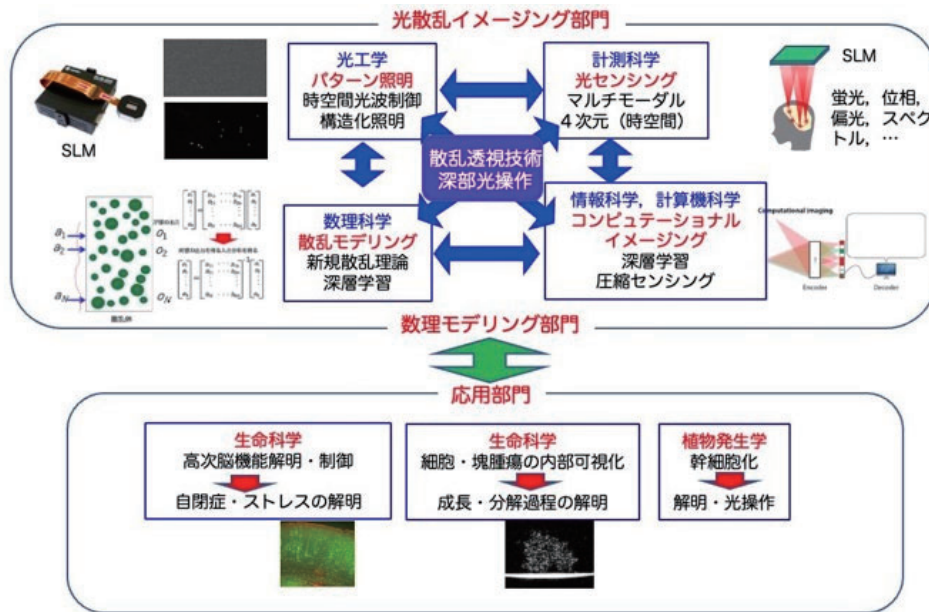 光散乱イメージング部門
光工学
パターン照明
時空間光波制御
構造化照明
計測科学
光センシング
マルチモーダル
4次元（時空間）
SLM
SLM
蛍光，位相，
偏光，スペク
トル，…
散乱透視技術
深部光操作
数理科学
散乱モデリング
新規散乱理論
深層学習
情報科学，計算機科学
コンピュテーショナル
イメージング
深層学習
圧縮センシング
a1
a2
aN
o1
o2
oN
散乱体
Computational imaging
Encoder
Decoder
数理モデリング部門
応用部門
生命科学
高次脳機能解明・制御
自閉症・ストレスの解明
生命科学
細胞・塊腫瘍の内部可視化
成長・分解過程の解明
植物発生学
幹細胞化
解明・光操作